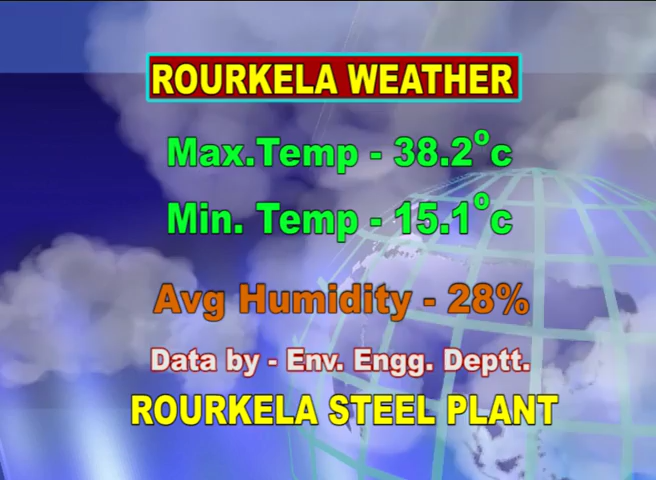 ROURKELA WEATHER
Max.Temp - 38.2°c
Min. Temp - 15.1°c
Avg Humidity - 28%
Data by - Env. Engg. Deptt.
ROURKELA STEEL PLANT